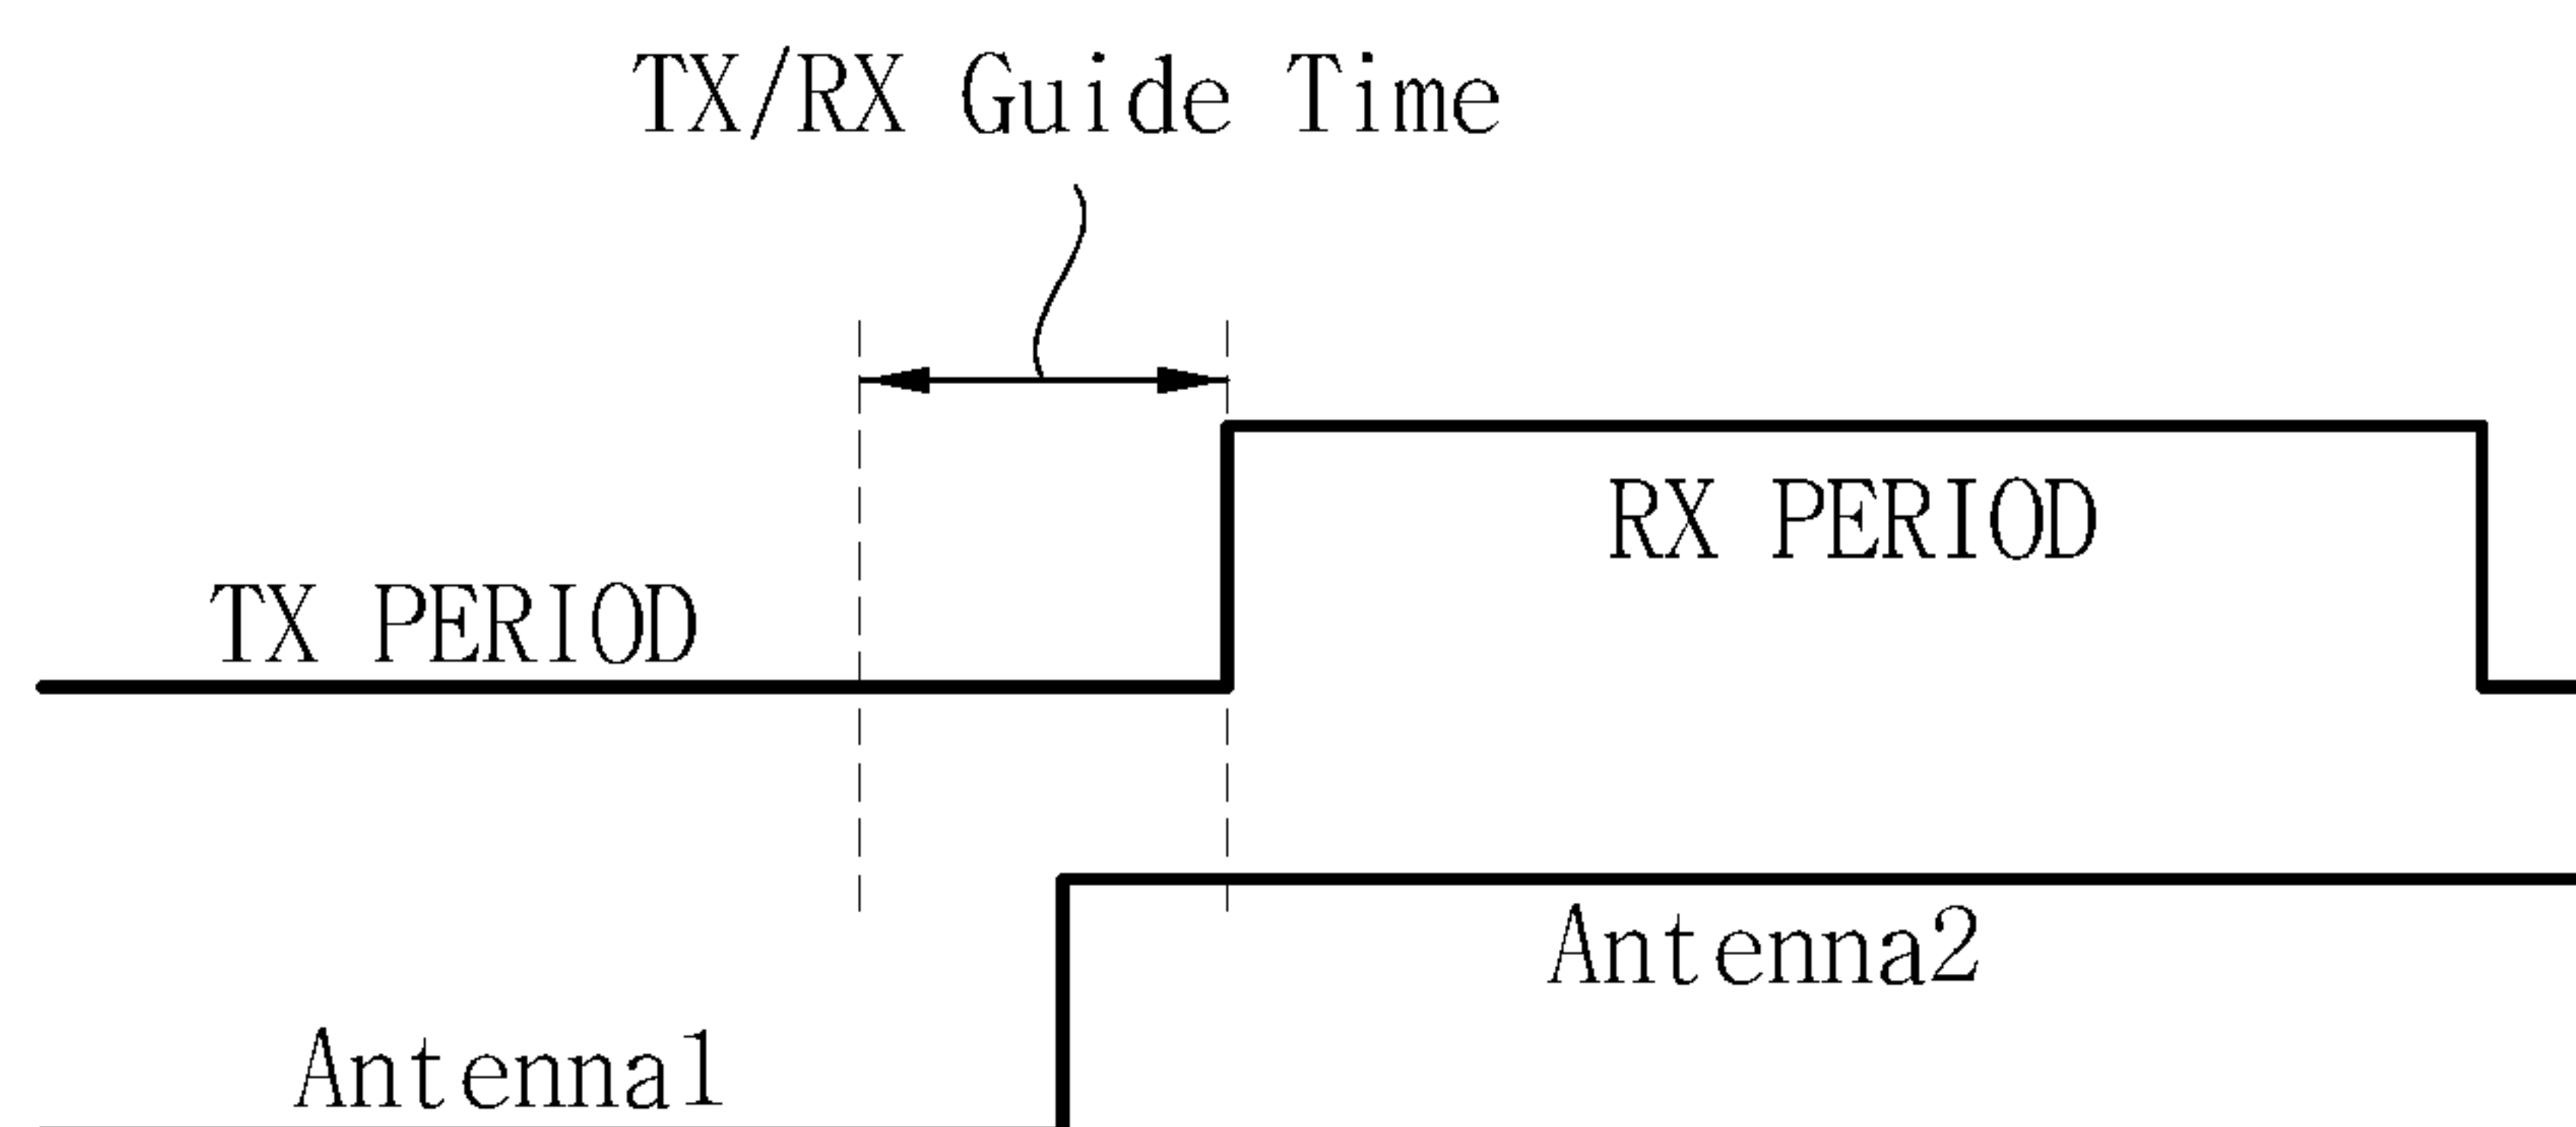 TX/RX Guide Time
RX PERIOD
TX PERIOD
Antenna2
Antenna1